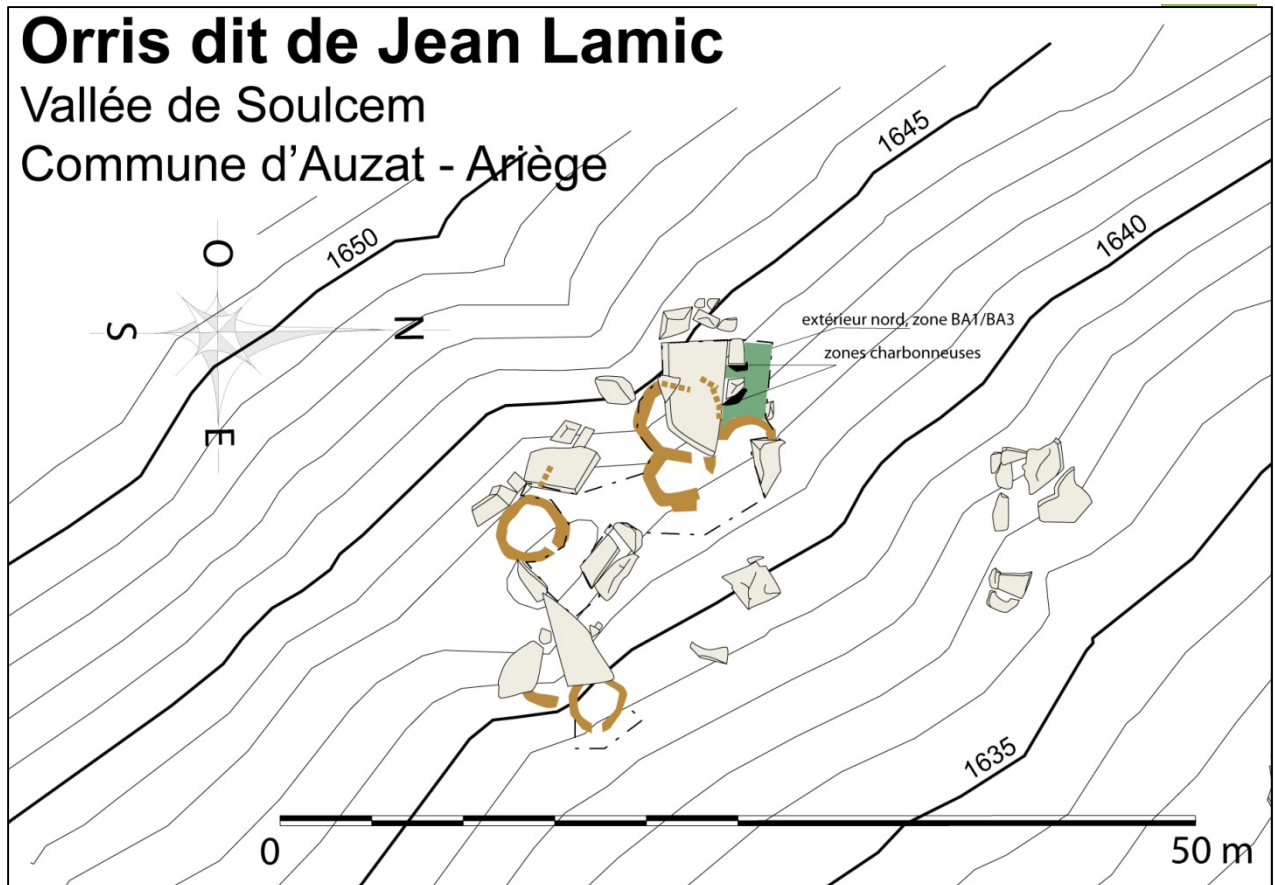 Orris dit de Jean Lamic
Vallée de Soulcem
Commune d'Auzat - Ariège
1645
1650
1640
O
S
N
E
extérieur nord, zone BA1/BA3
zones charbonneuses
1635
0
50 m